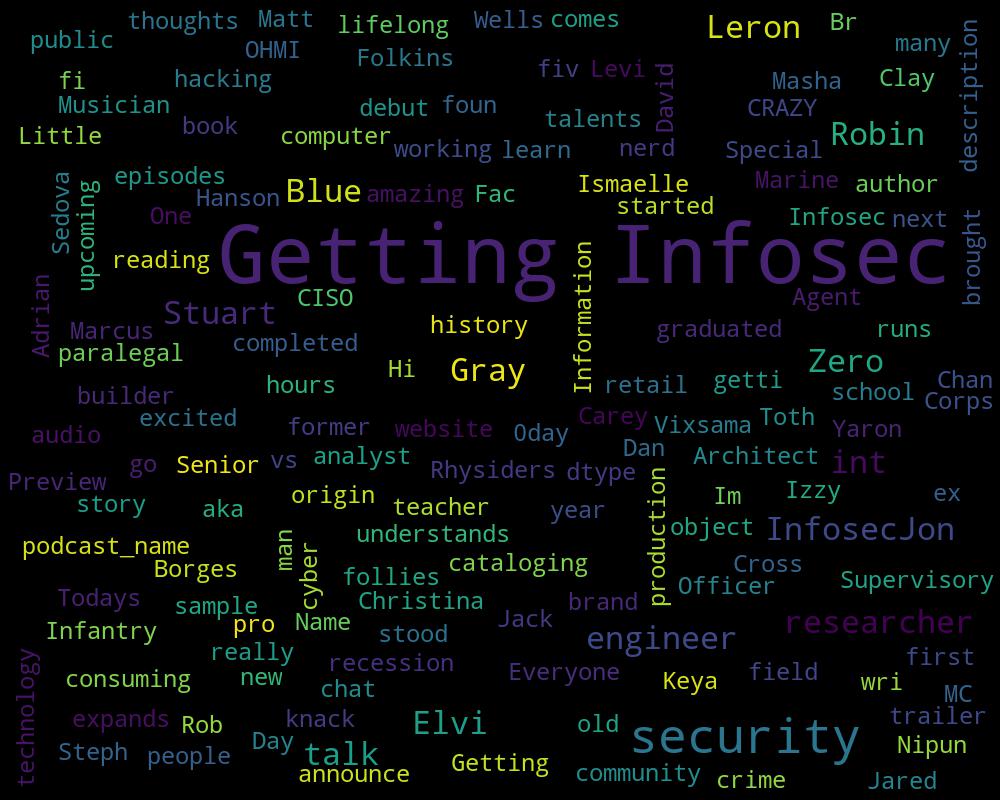 thoughts Matt lifelong Wells comes Leron Br
public OHMI Folkins many
fi hacking fiv Levi Masha Clay
Musician debut foun talents David CRAZY description
Little book computer working learn nerd Special Robin
episodes Hanson Blue amazing Fac Ismaelle Marine author
Sedova upcoming One started Infosec next
reading Getting Infosec brought
Adrian Stuart CISO Information Agent
Marcus history graduated runs
paralegal completed Hi Gray Zero
builder hours retail getti school Chan Corps
audio excited former website Oday Carey Vixsama Toth Yaron
Preview go Senior vs analyst Rhysiders dtype Dan Architect int
story aka origin teacher year production Im Izzy ex
podcast_name man understands object InfosecJon
Borges cyber follies cataloging Cross Officer Supervisory
Todays sample Christina brand
Infantry pro Name stood Jack engineer researcher
really recession Everyone field first
technology consuming new chat Keya wri MC
expands Rob knack Elvi old security trailer
Steph people Day talk Getting Nipun
announce community crime Jared